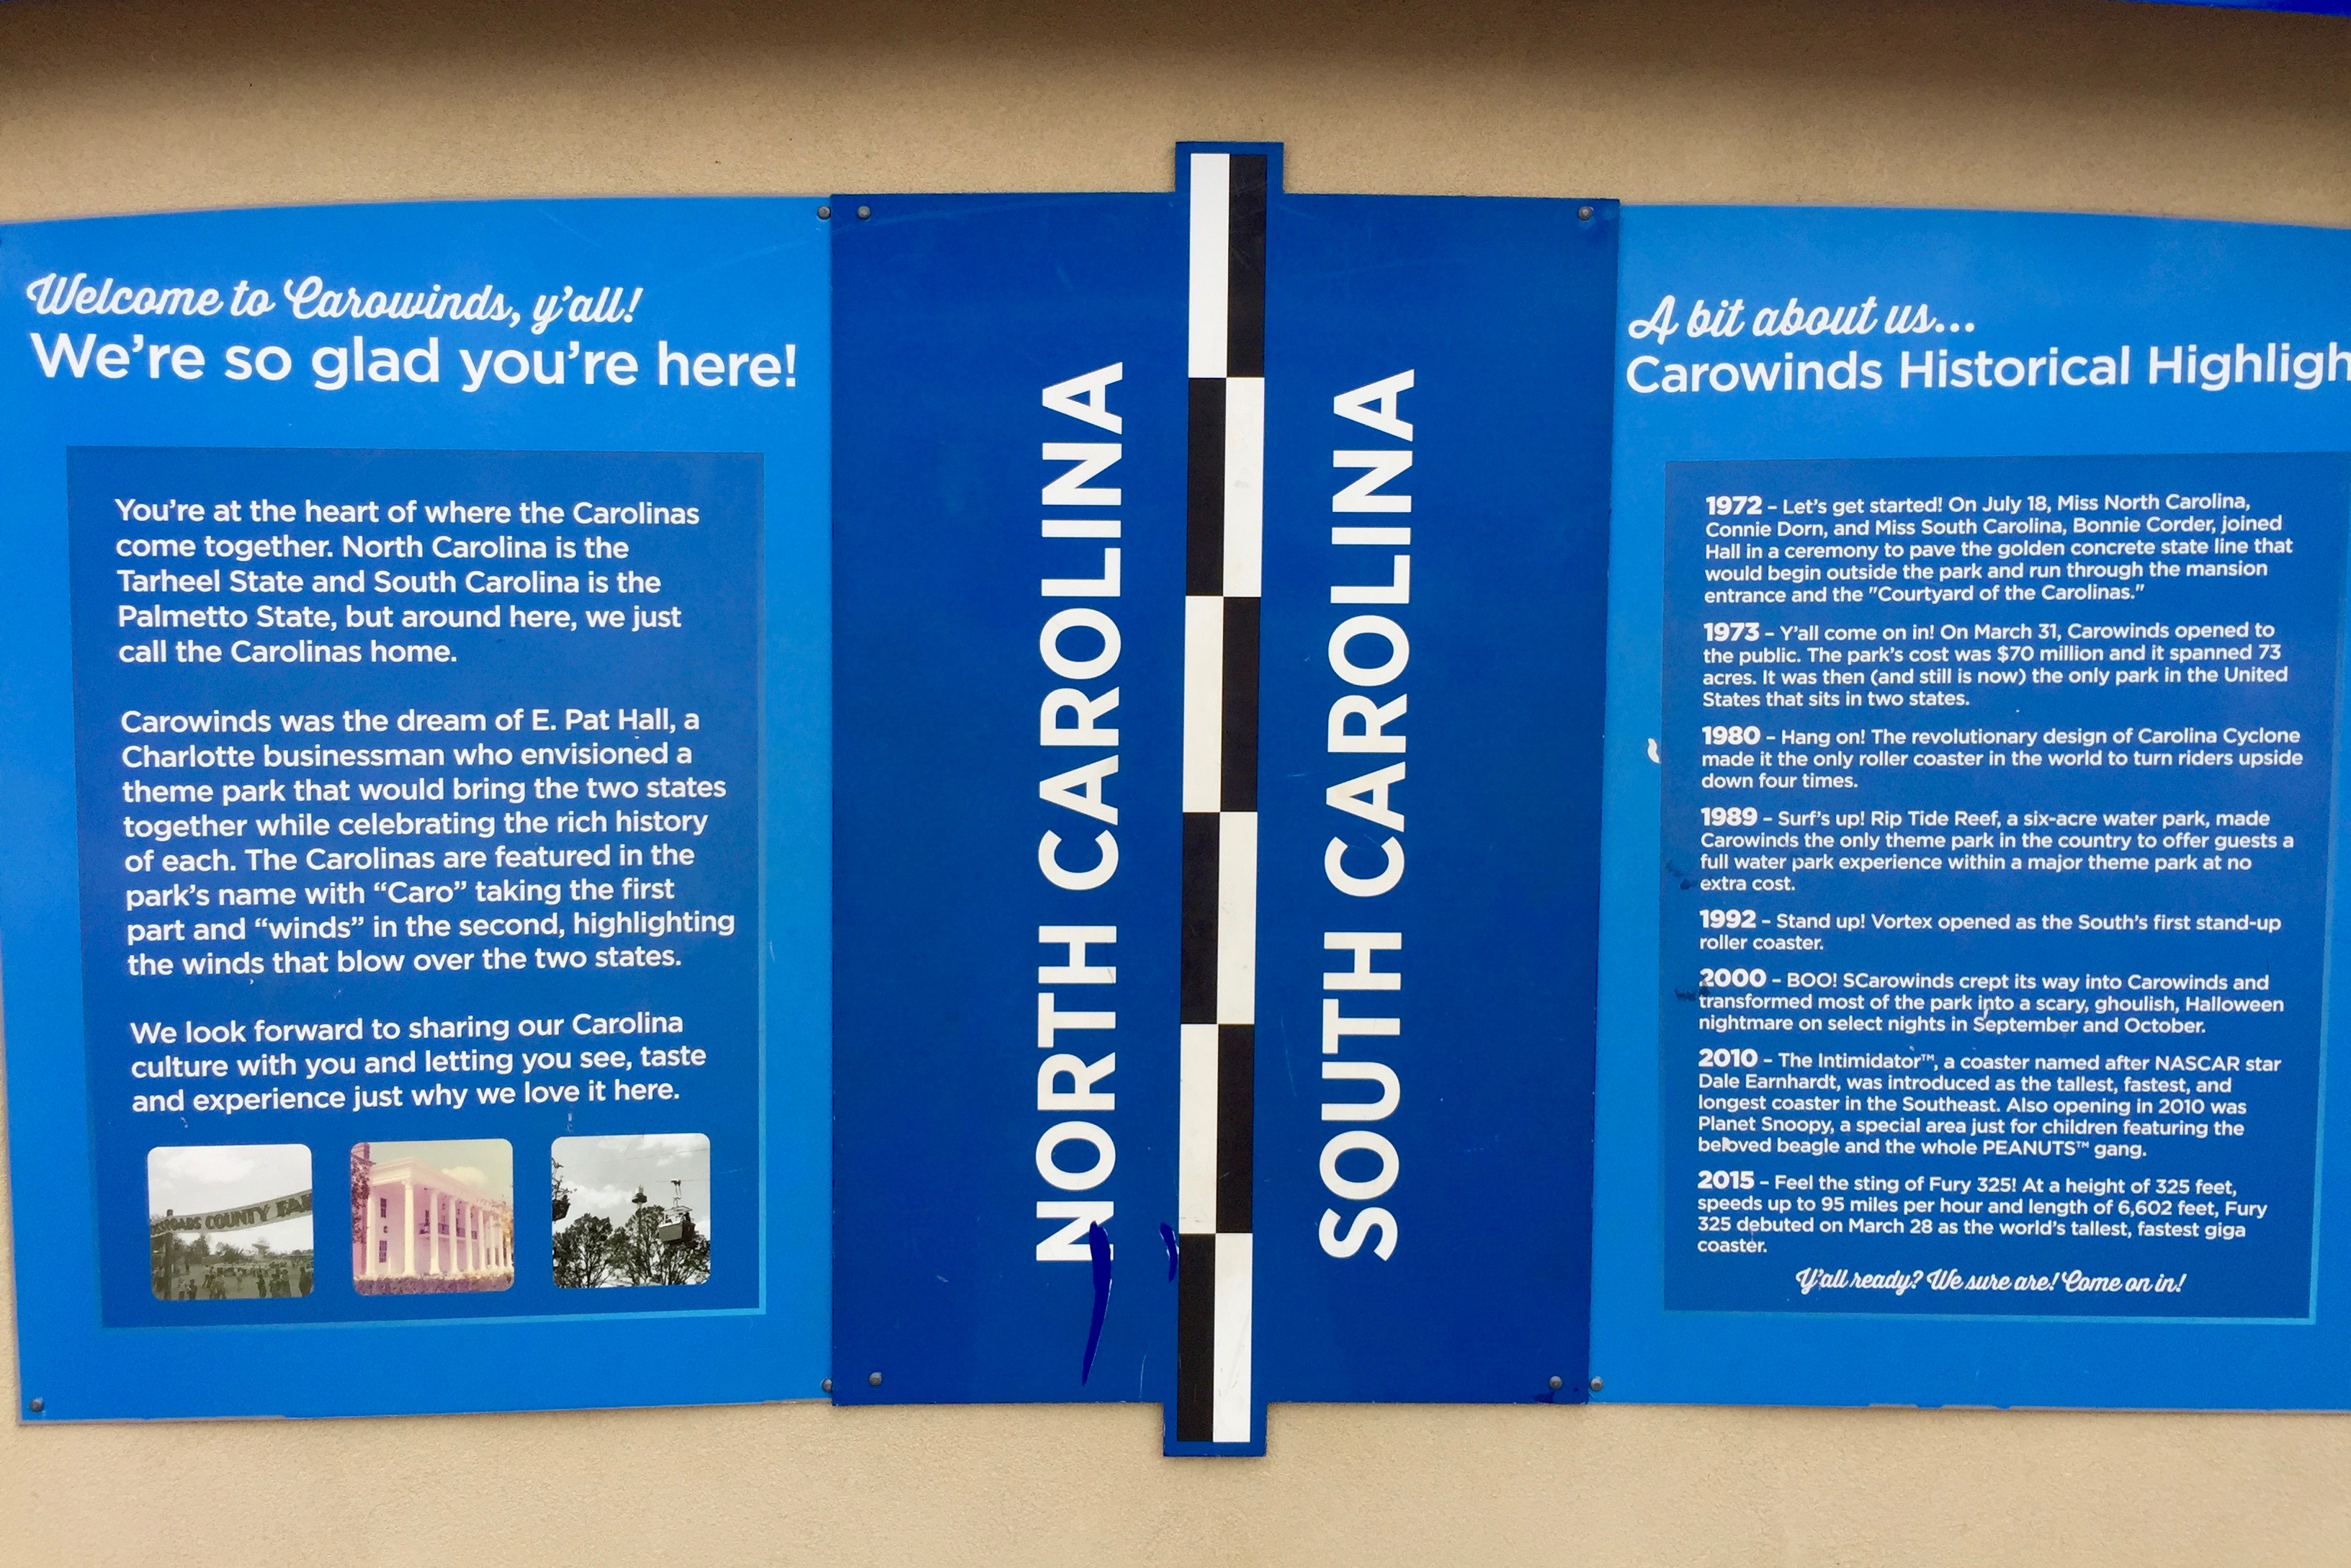 Welcome to Carowinds, y'all!
We're so glad you're here!
You're at the heart of where the Carolinas
come together. North Carolina is the
Tarheel State and South Carolina is the
Palmetto State, but around here, we just
call the Carolinas home.
Carowinds was the dream of E. Pat Hall, a
Charlotte businessman who envisioned a
theme park that would bring the two states
together while celebrating the rich history
of each. The Carolinas are featured in the
park's name with “Caro” taking the first
part and “winds” in the second, highlighting
the winds that blow over the two states.
We look forward to sharing our Carolina
culture with you and letting you see, taste
and experience just why we love it here.
COUNTY
NORTH CAROLINA
SOUTH CAROLINA
A bit about us...
Carowinds Historical Highligh
1972 – Let's get started! On July 18, Miss North Carolina,
Connie Dorn, and Miss South Carolina, Bonnie Corder, joined
Hall in a ceremony to pave the golden concrete state line that
would begin outside the park and run through the mansion
entrance and the "Courtyard of the Carolinas."
1973 – Y'all come on in! On March 31, Carowinds opened to
the public. The park's cost was $70 million and it spanned 73
acres. It was then (and still is now) the only park in the United
States that sits in two states.
1980 – Hang on! The revolutionary design of Carolina Cyclone
made it the only roller coaster in the world to turn riders upside
down four times.
1989 – Surf's up! Rip Tide Reef, a six-acre water park, made
Carowinds the only theme park in the country to offer guests a
full water park experience within a major theme park at no
extra cost.
1992 – Stand up! Vortex opened as the South's first stand-up
roller coaster.
2000 – BOO! SCarowinds crept its way into Carowinds and
transformed most of the park into a scary, ghoulish, Halloween
nightmare on select nights in September and October.
2010 – The Intimidator™, a coaster named after NASCAR star
Dale Earnhardt, was introduced as the tallest, fastest, and
longest coaster in the Southeast. Also opening in 2010 was
Planet Snoopy, a special area just for children featuring the
beloved beagle and the whole PEANUTS™ gang.
2015 – Feel the sting of Fury 325! At a height of 325 feet,
speeds up to 95 miles per hour and length of 6,602 feet, Fury
325 debuted on March 28 as the world's tallest, fastest giga
coaster.
Y'all ready? We sure are! Come on in!